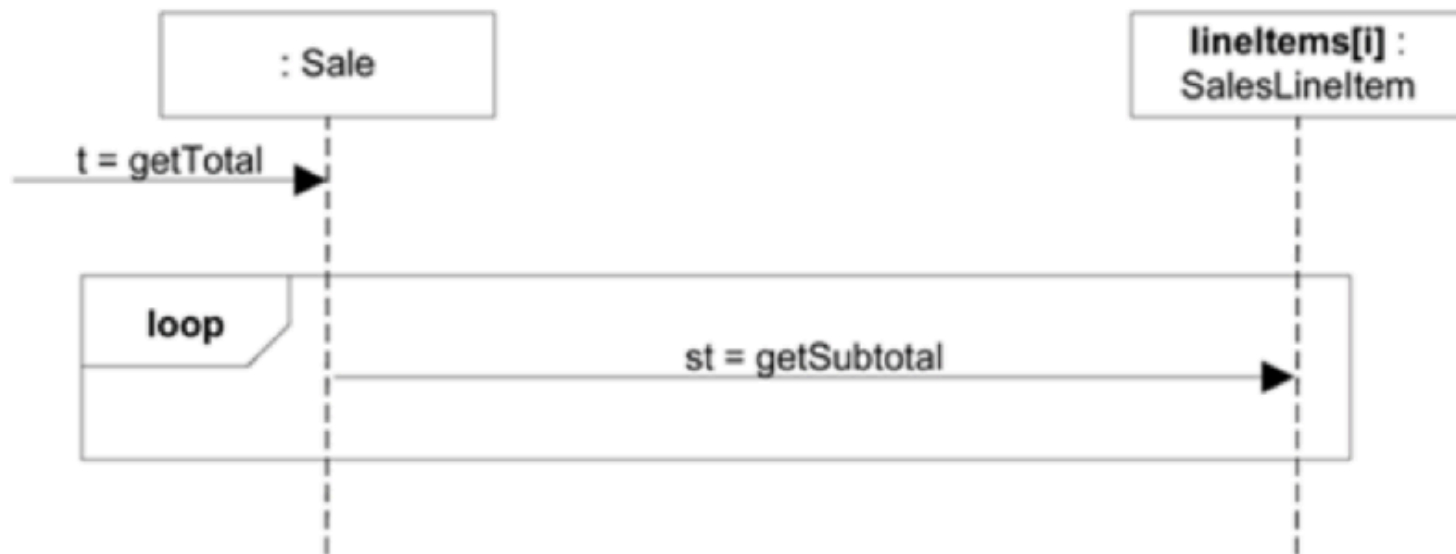 : Sale
lineItems[i] :
SalesLineItem
t = getTotal
loop
st = getSubtotal